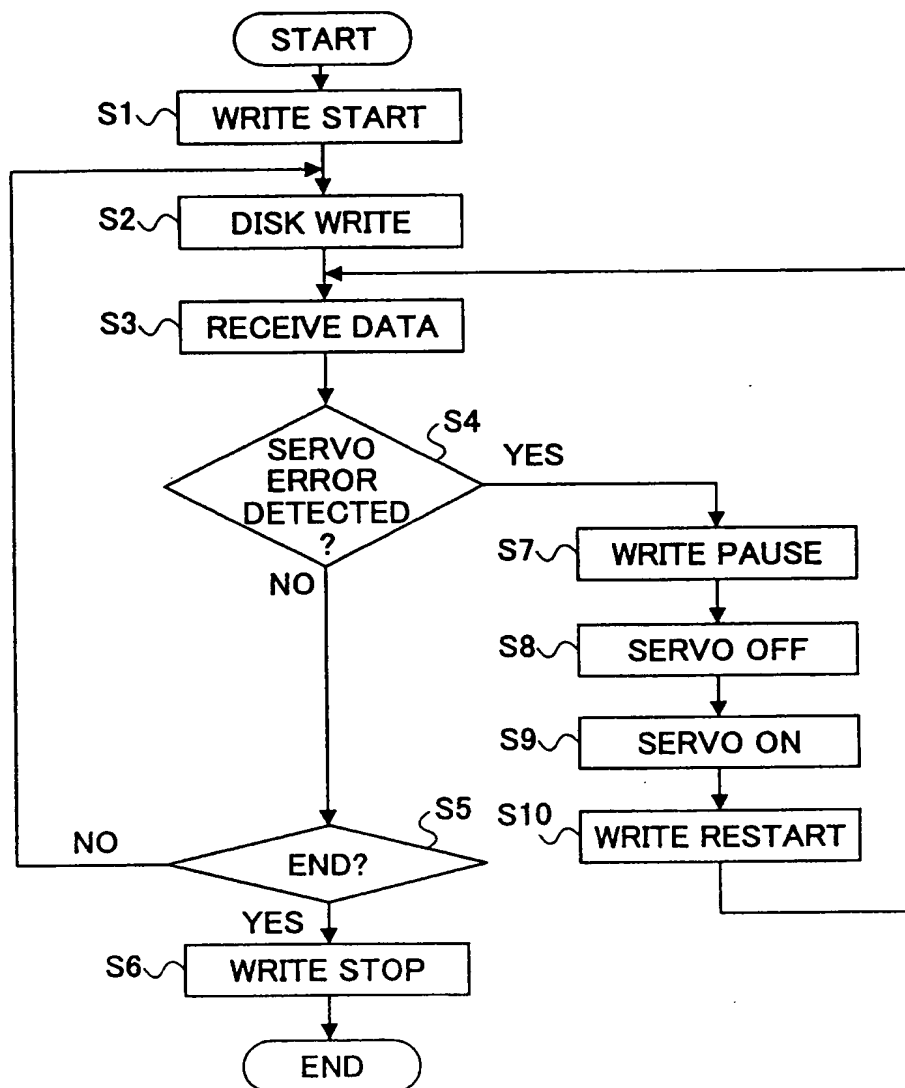 START
S1 WRITE START
S2 DISK WRITE
S3 RECEIVE DATA
S4
SERVO
ERROR
DETECTED
?
YES
NO
S7 WRITE PAUSE
S8 SERVO OFF
S9 SERVO ON
S10 WRITE RESTART
S5
NO
END?
YES
S6 WRITE STOP
END